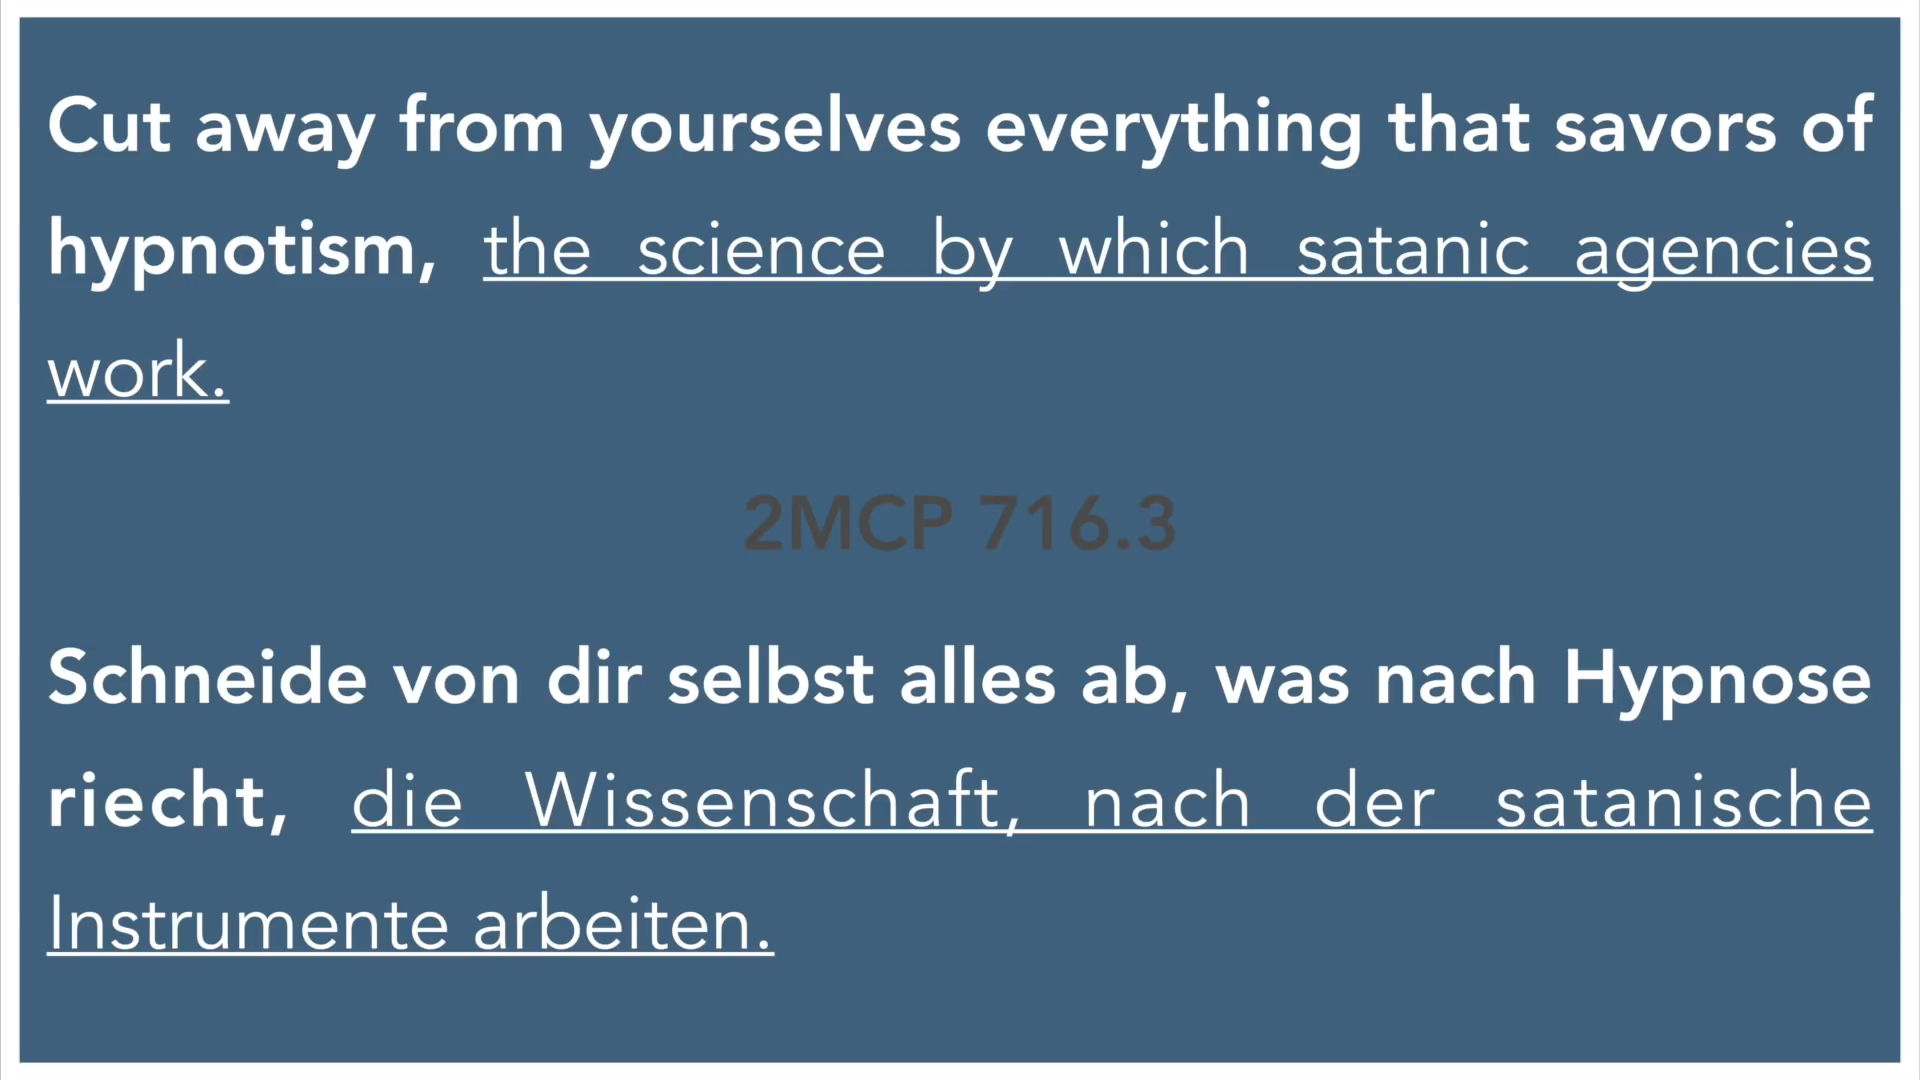 Cut away from yourselves everything that savors of
hypnotism, the science by which satanic agencies
work.
2MCP 716.3
Schneide von dir selbst alles ab, was nach Hypnose
riecht, die Wissenschaft, nach der satanische
Instrumente arbeiten.